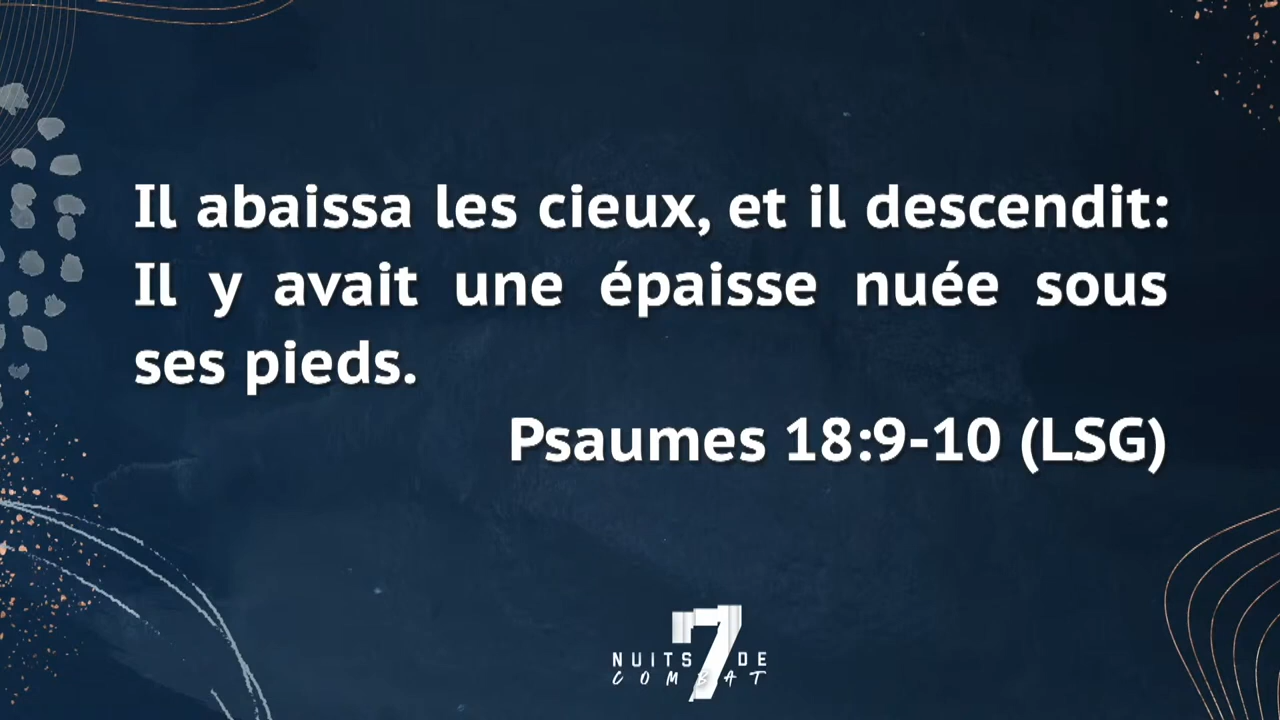 Il abaissa les cieux, et il descendit:
Il y avait une épaisse nuée sous
ses pieds.
Psaumes 18:9-10 (LSG)
7
NUITS DE
COMBAT